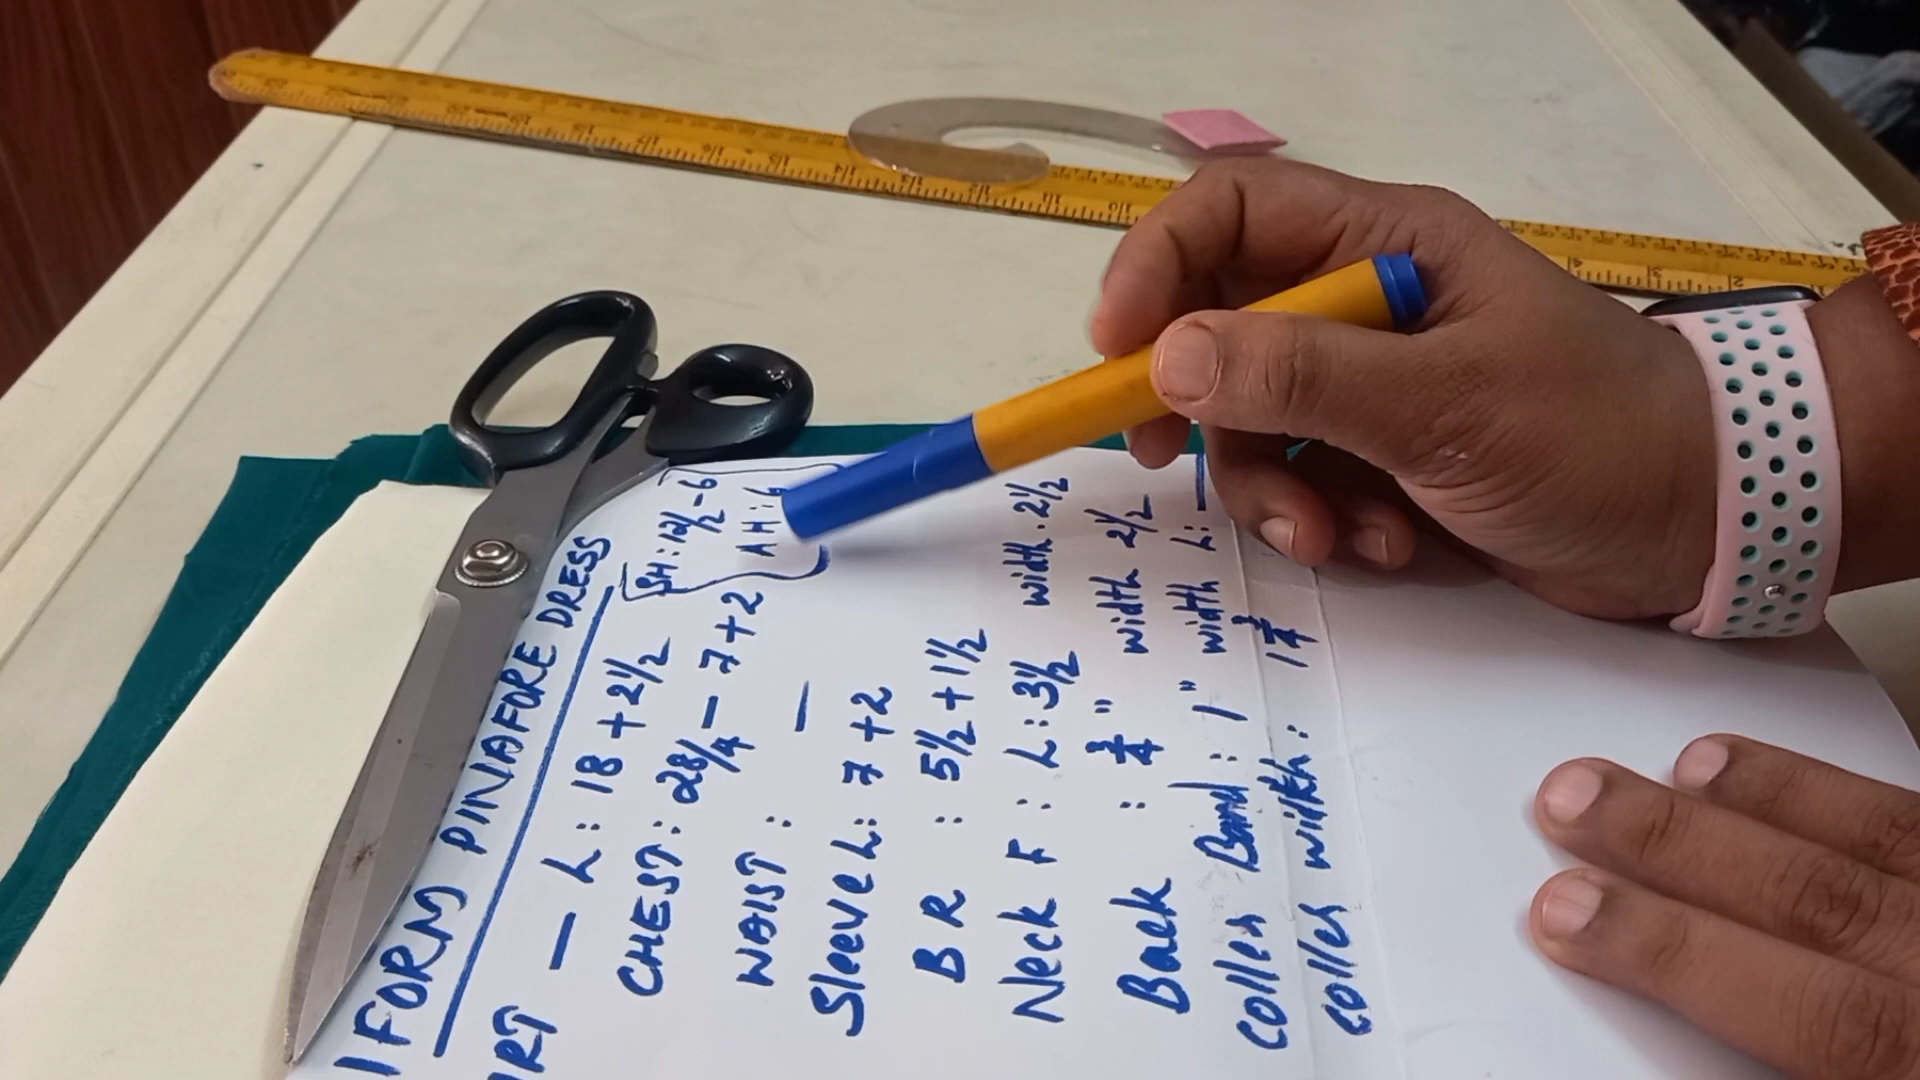 IFORM PINAFORE DRESS
SH: 12½-6
AH: 6
RT - L: 18 + 2½
CHEST: 28/4 - 7+2
WAIST : -
Sleeve L: 7 + 2
BR : 5½ + 1½
Neck F : L: 3½ width. 2½
Back : ¾ " width 2½
Coller Band: 1 " width L: -
Coller width: 1¾